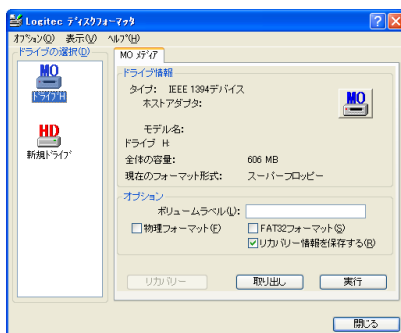 Logitec ディスクフォーマッタ
オプション(O) 表示(V) ヘルプ(H)
ドライブの選択(D)
MO
ドライブ H
HD
新規ドライブ
MO メディア
ドライブ情報
タイプ: IEEE 1394デバイス
ホストアダプタ:
MO
モデル名:
ドライブ H:
全体の容量: 606 MB
現在のフォーマット形式: スーパーフロッピー
オプション
ボリュームラベル(L):
物理フォーマット(F) FAT32フォーマット(S)
リカバリー情報を保存する(R)
リカバリー 取り出し 実行
閉じる